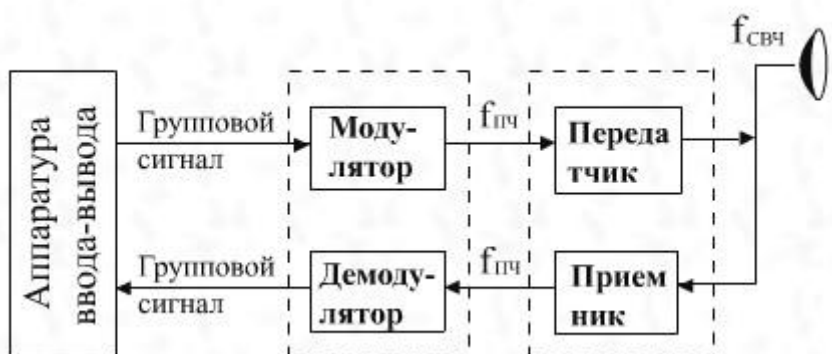 fСВЧ
Аппаратура
ввода-вывода
Групповой
сигнал
Моду-
лятор
fПЧ
Переда
тчик
Групповой
сигнал
Демоду-
лятор
fПЧ
Прием
ник